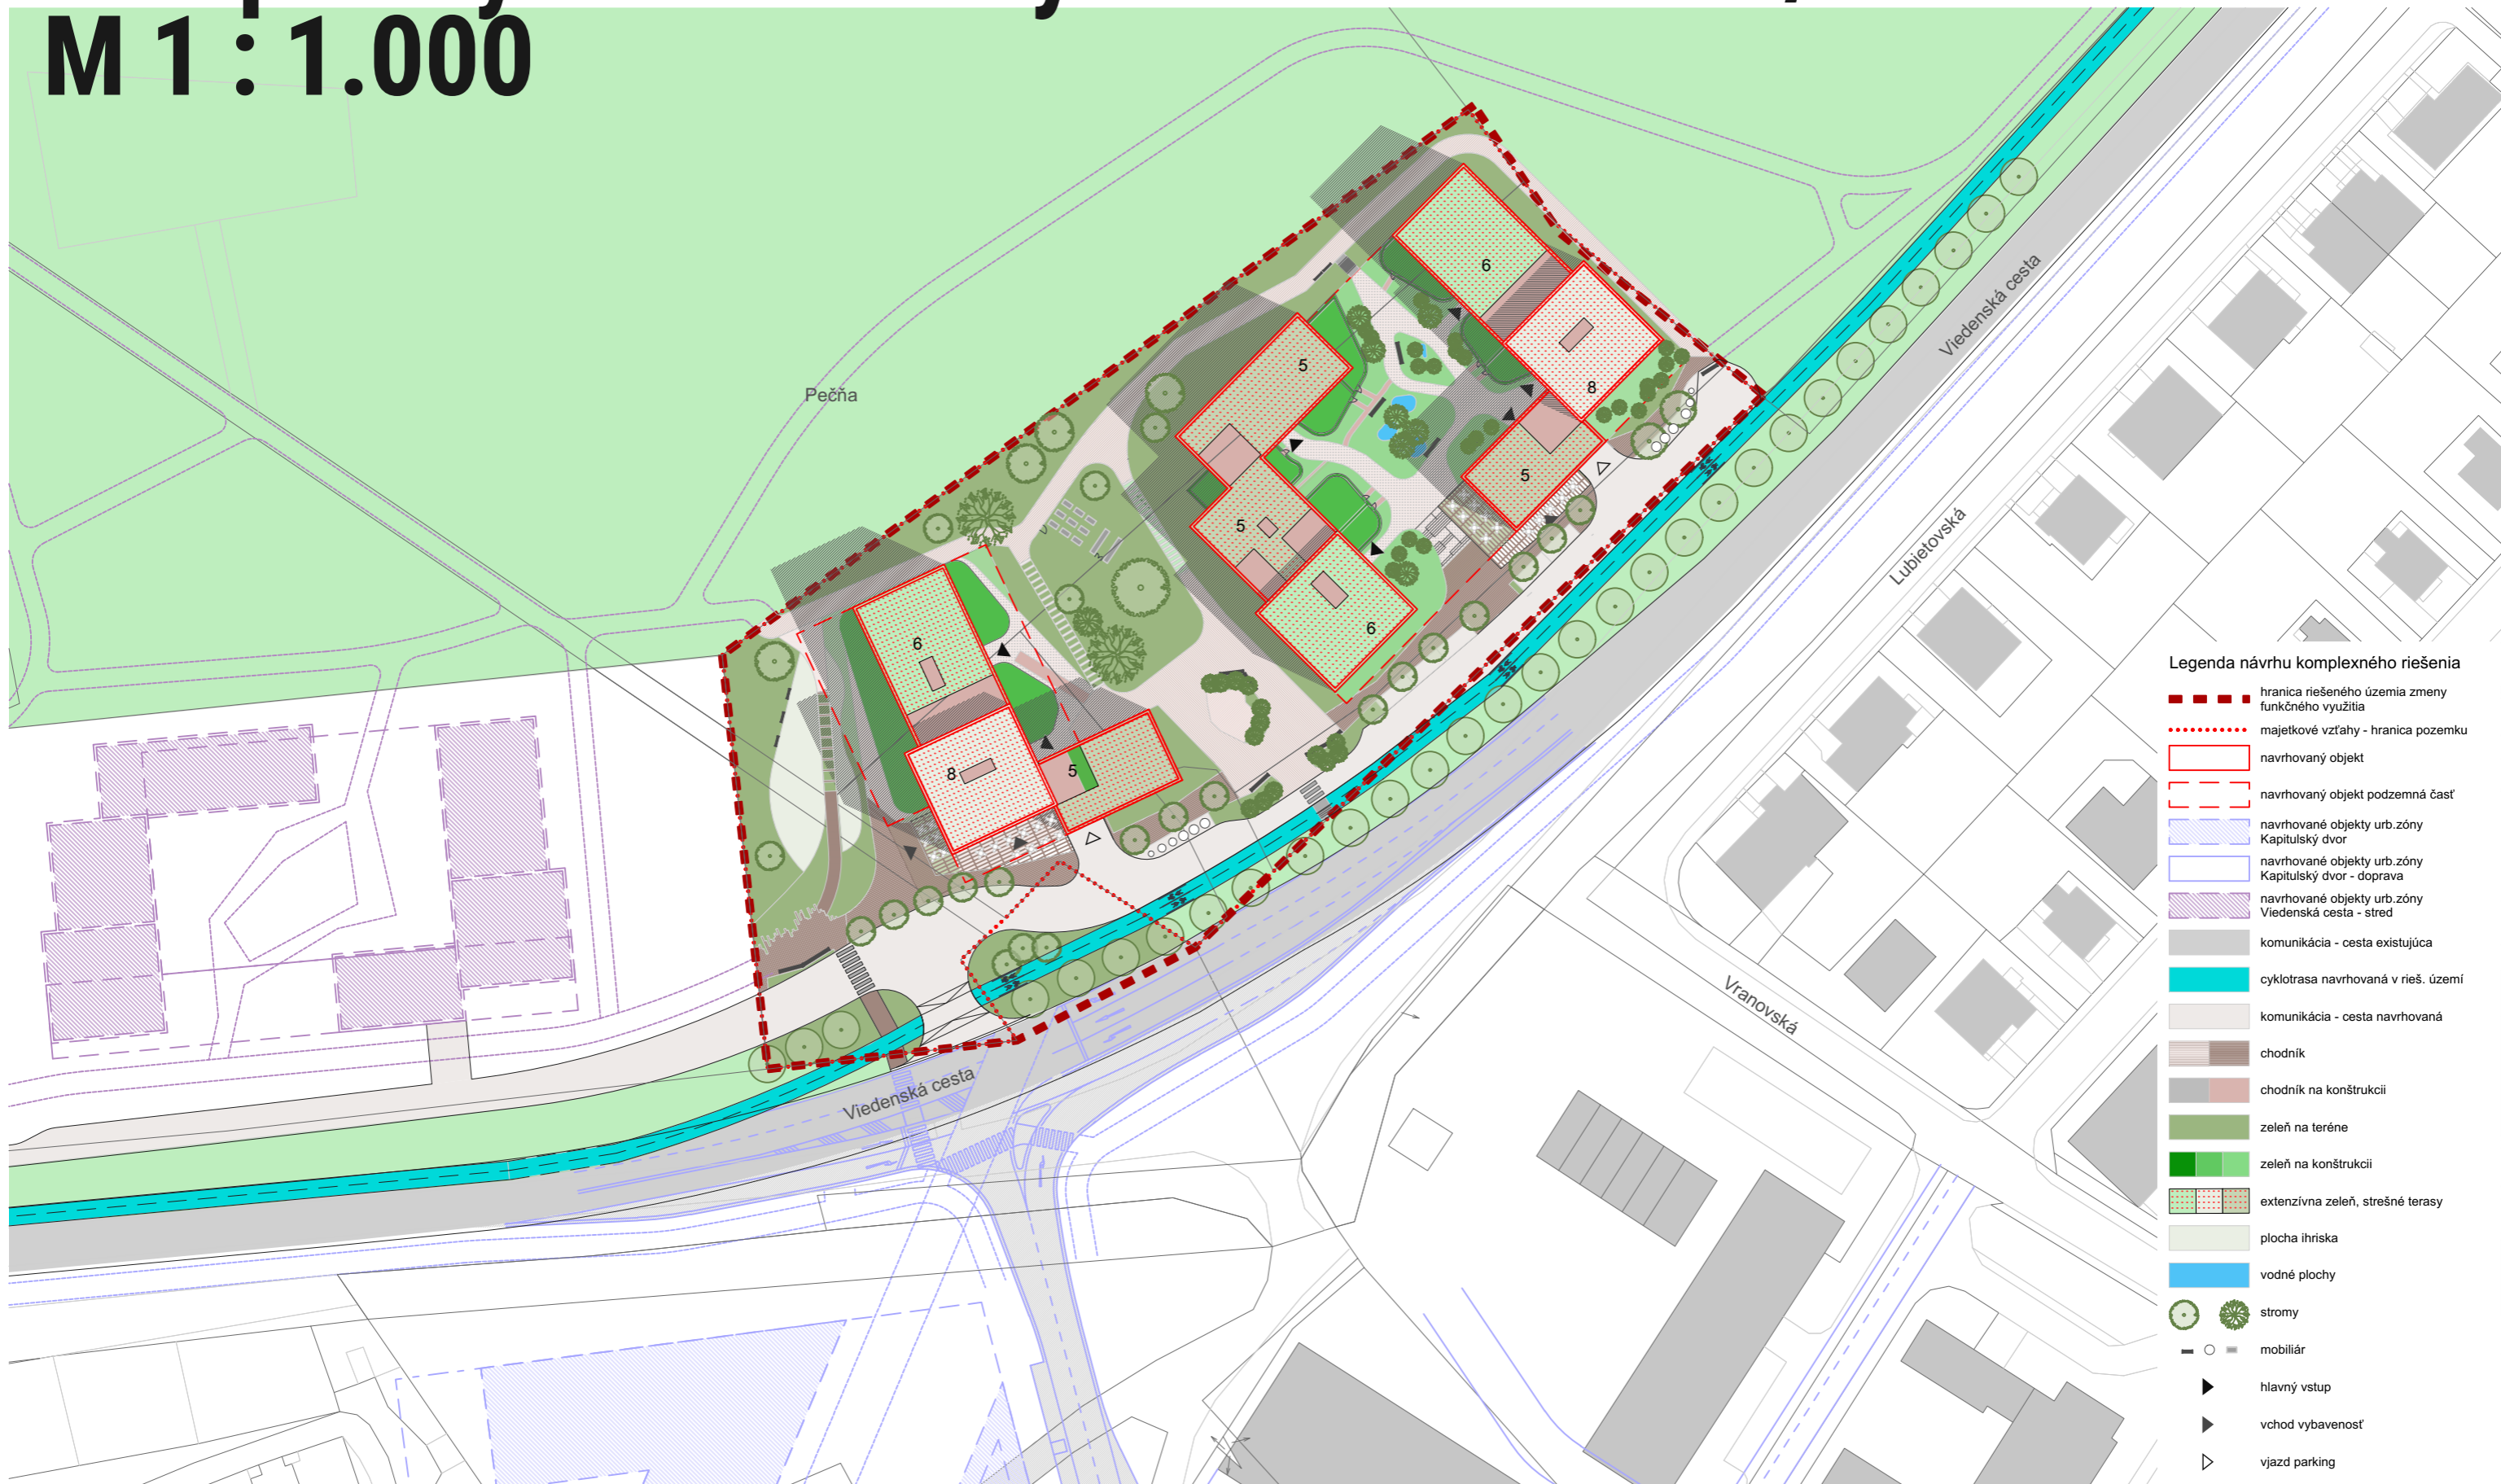 M 1 : 1.000
Pečňa
6
8
5
5
5
6
6
8
5
Viedenská cesta
Lubietovská
Vranovská
Viedenská cesta
Legenda návrhu komplexného riešenia
hranica riešeného územia zmeny
funkčného využitia
majetkové vzťahy - hranica pozemku
navrhovaný objekt
navrhovaný objekt podzemná časť
navrhované objekty urb.zóny
Kapitulský dvor
navrhované objekty urb.zóny
Kapitulský dvor - doprava
navrhované objekty urb.zóny
Viedenská cesta - stred
komunikácia - cesta existujúca
cyklotrasa navrhovaná v rieš. území
komunikácia - cesta navrhovaná
chodník
chodník na konštrukcii
zeleň na teréne
zeleň na konštrukcii
extenzívna zeleň, strešné terasy
plocha ihriska
vodné plochy
stromy
mobiliár
hlavný vstup
vchod vybavenosť
vjazd parking